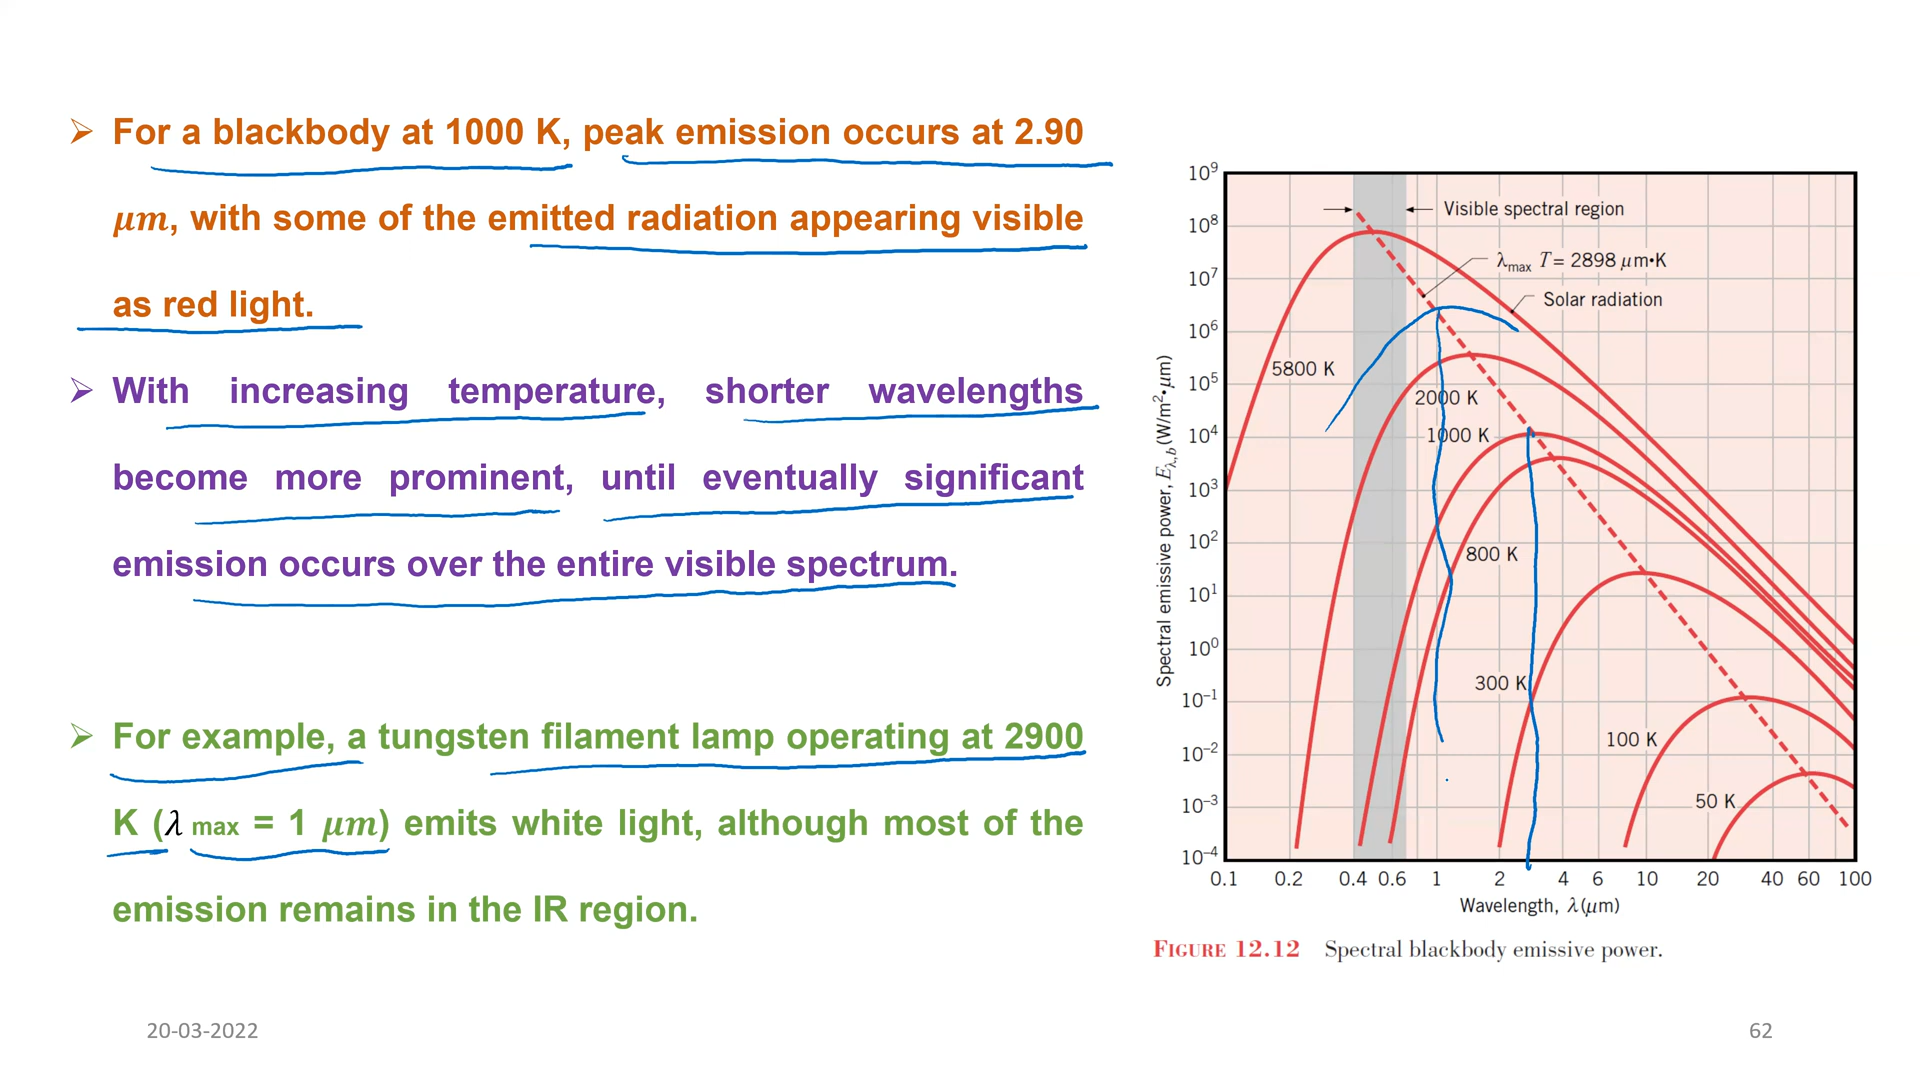 ➢ For a blackbody at 1000 K, peak emission occurs at 2.90
μm, with some of the emitted radiation appearing visible
as red light.
➢ With increasing temperature, shorter wavelengths
become more prominent, until eventually significant
emission occurs over the entire visible spectrum.
➢ For example, a tungsten filament lamp operating at 2900
K (λ max = 1 μm) emits white light, although most of the
emission remains in the IR region.
20-03-2022
10⁹
10⁸
10⁷
10⁶
10⁵
10⁴
10³
10²
10¹
10⁰
10⁻¹
10⁻²
10⁻³
10⁻⁴
Spectral emissive power, Eλ,b (W/m²•μm)
Visible spectral region
λmax T = 2898 μm•K
Solar radiation
5800 K
2000 K
1000 K
800 K
300 K
100 K
50 K
0.1 0.2 0.4 0.6 1 2 4 6 10 20 40 60 100
Wavelength, λ(μm)
FIGURE 12.12 Spectral blackbody emissive power.
62